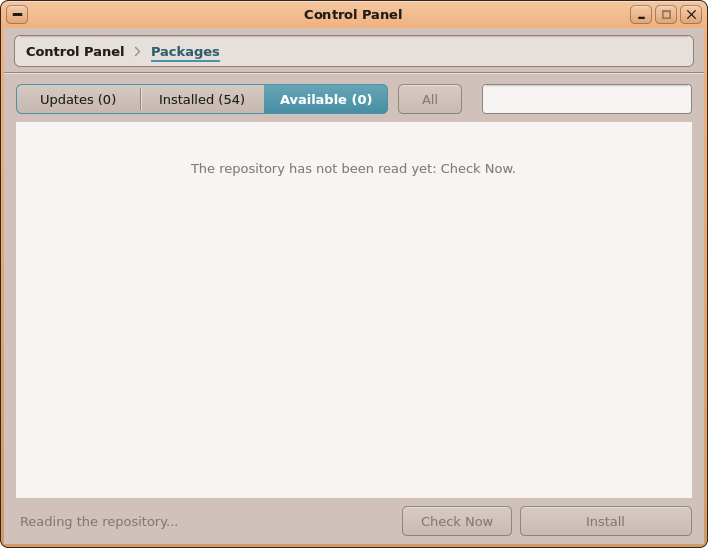 Control Panel
Control Panel > Packages
Updates (0) Installed (54) Available (0) All
The repository has not been read yet: Check Now.
Reading the repository... Check Now Install